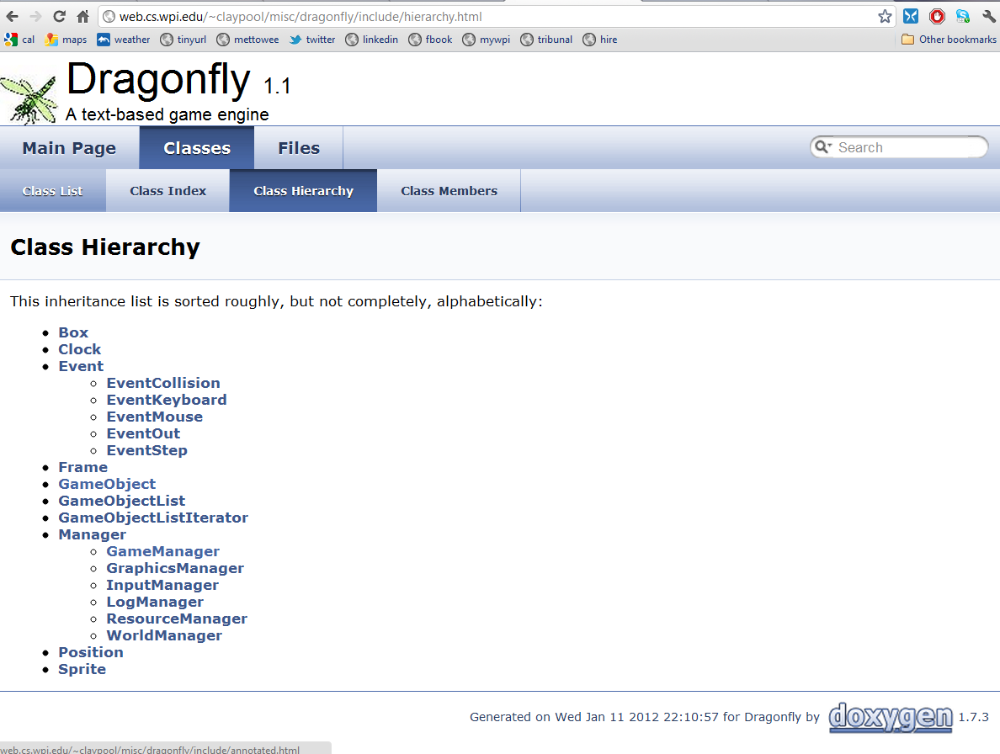 web.cs.wpi.edu/~claypool/misc/dragonfly/include/hierarchy.html
cal maps weather tinyurl mettowee twitter linkedin fbook mywpi tribunal hire Other bookmarks
Dragonfly 1.1
A text-based game engine
Main Page Classes Files Search
Class List Class Index Class Hierarchy Class Members
Class Hierarchy
This inheritance list is sorted roughly, but not completely, alphabetically:
Box
Clock
Event
EventCollision
EventKeyboard
EventMouse
EventOut
EventStep
Frame
GameObject
GameObjectList
GameObjectListIterator
Manager
GameManager
GraphicsManager
InputManager
LogManager
ResourceManager
WorldManager
Position
Sprite
Generated on Wed Jan 11 2012 22:10:57 for Dragonfly by doxygen 1.7.3
web.cs.wpi.edu/~claypool/misc/dragonfly/include/annotated.html